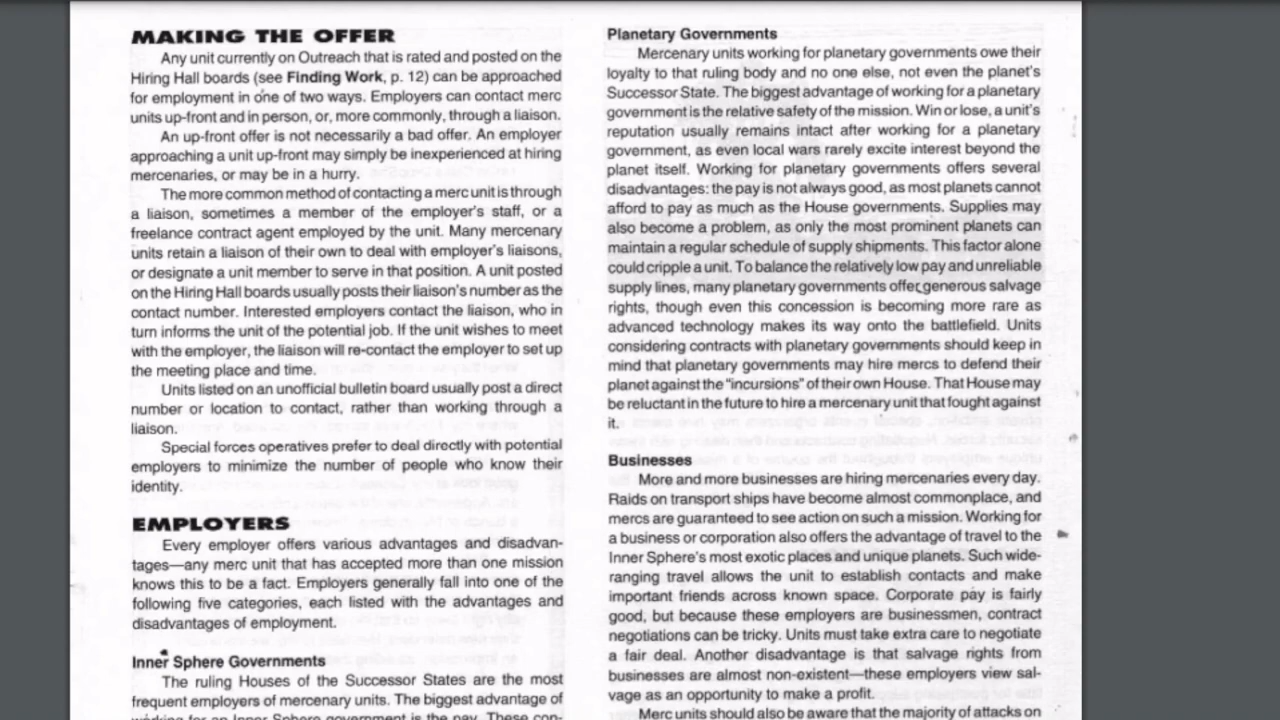 MAKING THE OFFER
Any unit currently on Outreach that is rated and posted on the
Hiring Hall boards (see Finding Work, p. 12) can be approached
for employment in one of two ways. Employers can contact merc
units up-front and in person, or, more commonly, through a liaison.
An up-front offer is not necessarily a bad offer. An employer
approaching a unit up-front may simply be inexperienced at hiring
mercenaries, or may be in a hurry.
The more common method of contacting a merc unit is through
a liaison, sometimes a member of the employer's staff, or a
freelance contract agent employed by the unit. Many mercenary
units retain a liaison of their own to deal with employer's liaisons,
or designate a unit member to serve in that position. A unit posted
on the Hiring Hall boards usually posts their liaison's number as the
contact number. Interested employers contact the liaison, who in
turn informs the unit of the potential job. If the unit wishes to meet
with the employer, the liaison will re-contact the employer to set up
the meeting place and time.
Units listed on an unofficial bulletin board usually post a direct
number or location to contact, rather than working through a
liaison.
Special forces operatives prefer to deal directly with potential
employers to minimize the number of people who know their
identity.
EMPLOYERS
Every employer offers various advantages and disadvan-
tages—any merc unit that has accepted more than one mission
knows this to be a fact. Employers generally fall into one of the
following five categories, each listed with the advantages and
disadvantages of employment.
Inner Sphere Governments
The ruling Houses of the Successor States are the most
frequent employers of mercenary units. The biggest advantage of
working for an Inner Sphere government is the pay. These con-
Planetary Governments
Mercenary units working for planetary governments owe their
loyalty to that ruling body and no one else, not even the planet's
Successor State. The biggest advantage of working for a planetary
government is the relative safety of the mission. Win or lose, a unit's
reputation usually remains intact after working for a planetary
government, as even local wars rarely excite interest beyond the
planet itself. Working for planetary governments offers several
disadvantages: the pay is not always good, as most planets cannot
afford to pay as much as the House governments. Supplies may
also become a problem, as only the most prominent planets can
maintain a regular schedule of supply shipments. This factor alone
could cripple a unit. To balance the relatively low pay and unreliable
supply lines, many planetary governments offer generous salvage
rights, though even this concession is becoming more rare as
advanced technology makes its way onto the battlefield. Units
considering contracts with planetary governments should keep in
mind that planetary governments may hire mercs to defend their
planet against the "incursions" of their own House. That House may
be reluctant in the future to hire a mercenary unit that fought against
it.
Businesses
More and more businesses are hiring mercenaries every day.
Raids on transport ships have become almost commonplace, and
mercs are guaranteed to see action on such a mission. Working for
a business or corporation also offers the advantage of travel to the
Inner Sphere's most exotic places and unique planets. Such wide-
ranging travel allows the unit to establish contacts and make
important friends across known space. Corporate pay is fairly
good, but because these employers are businessmen, contract
negotiations can be tricky. Units must take extra care to negotiate
a fair deal. Another disadvantage is that salvage rights from
businesses are almost non-existent—these employers view sal-
vage as an opportunity to make a profit.
Merc units should also be aware that the majority of attacks on